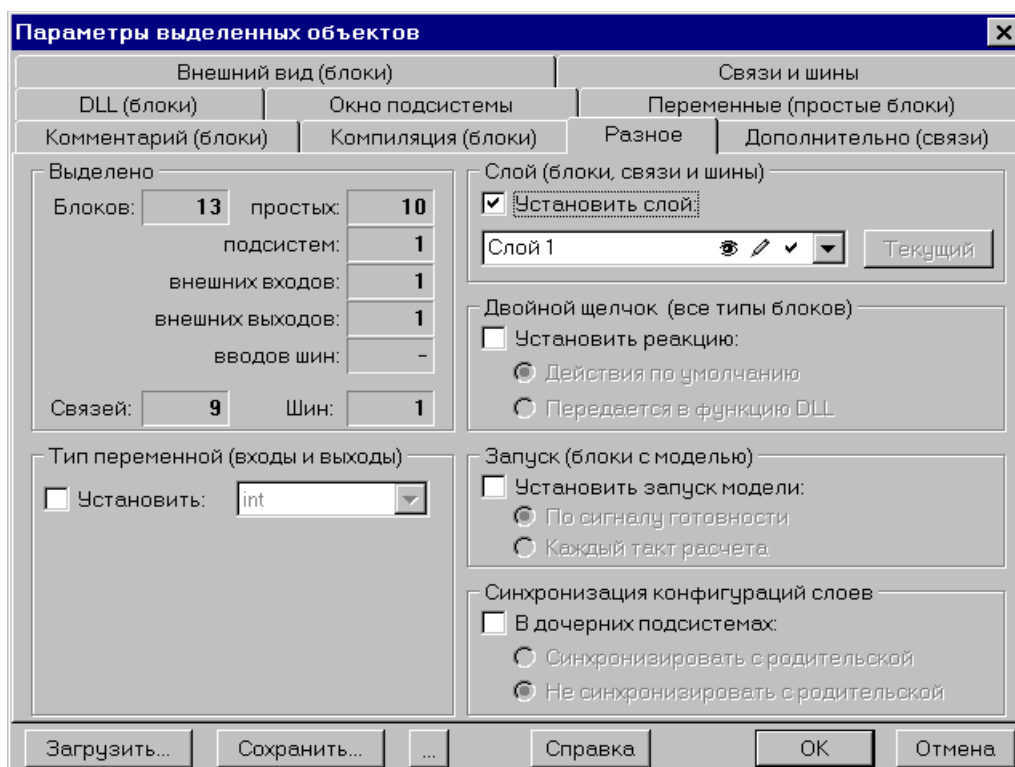 Параметры выделенных объектов
Внешний вид (блоки) Связи и шины
DLL (блоки) Окно подсистемы Переменные (простые блоки)
Комментарий (блоки) Компиляция (блоки) Разное Дополнительно (связи)
Выделено
Блоков: 13 простых: 10
подсистем: 1
внешних входов: 1
внешних выходов: 1
вводов шин: -
Связей: 9 Шин: 1
Тип переменной (входы и выходы)
Установить: int
Слой (блоки, связи и шины)
Установить слой:
Слой 1 Текущий
Двойной щелчок (все типы блоков)
Установить реакцию:
Действия по умолчанию
Передается в функцию DLL
Запуск (блоки с моделью)
Установить запуск модели:
По сигналу готовности
Каждый такт расчета
Синхронизация конфигураций слоев
В дочерних подсистемах:
Синхронизировать с родительской
Не синхронизировать с родительской
Загрузить... Сохранить... ... Справка OK Отмена